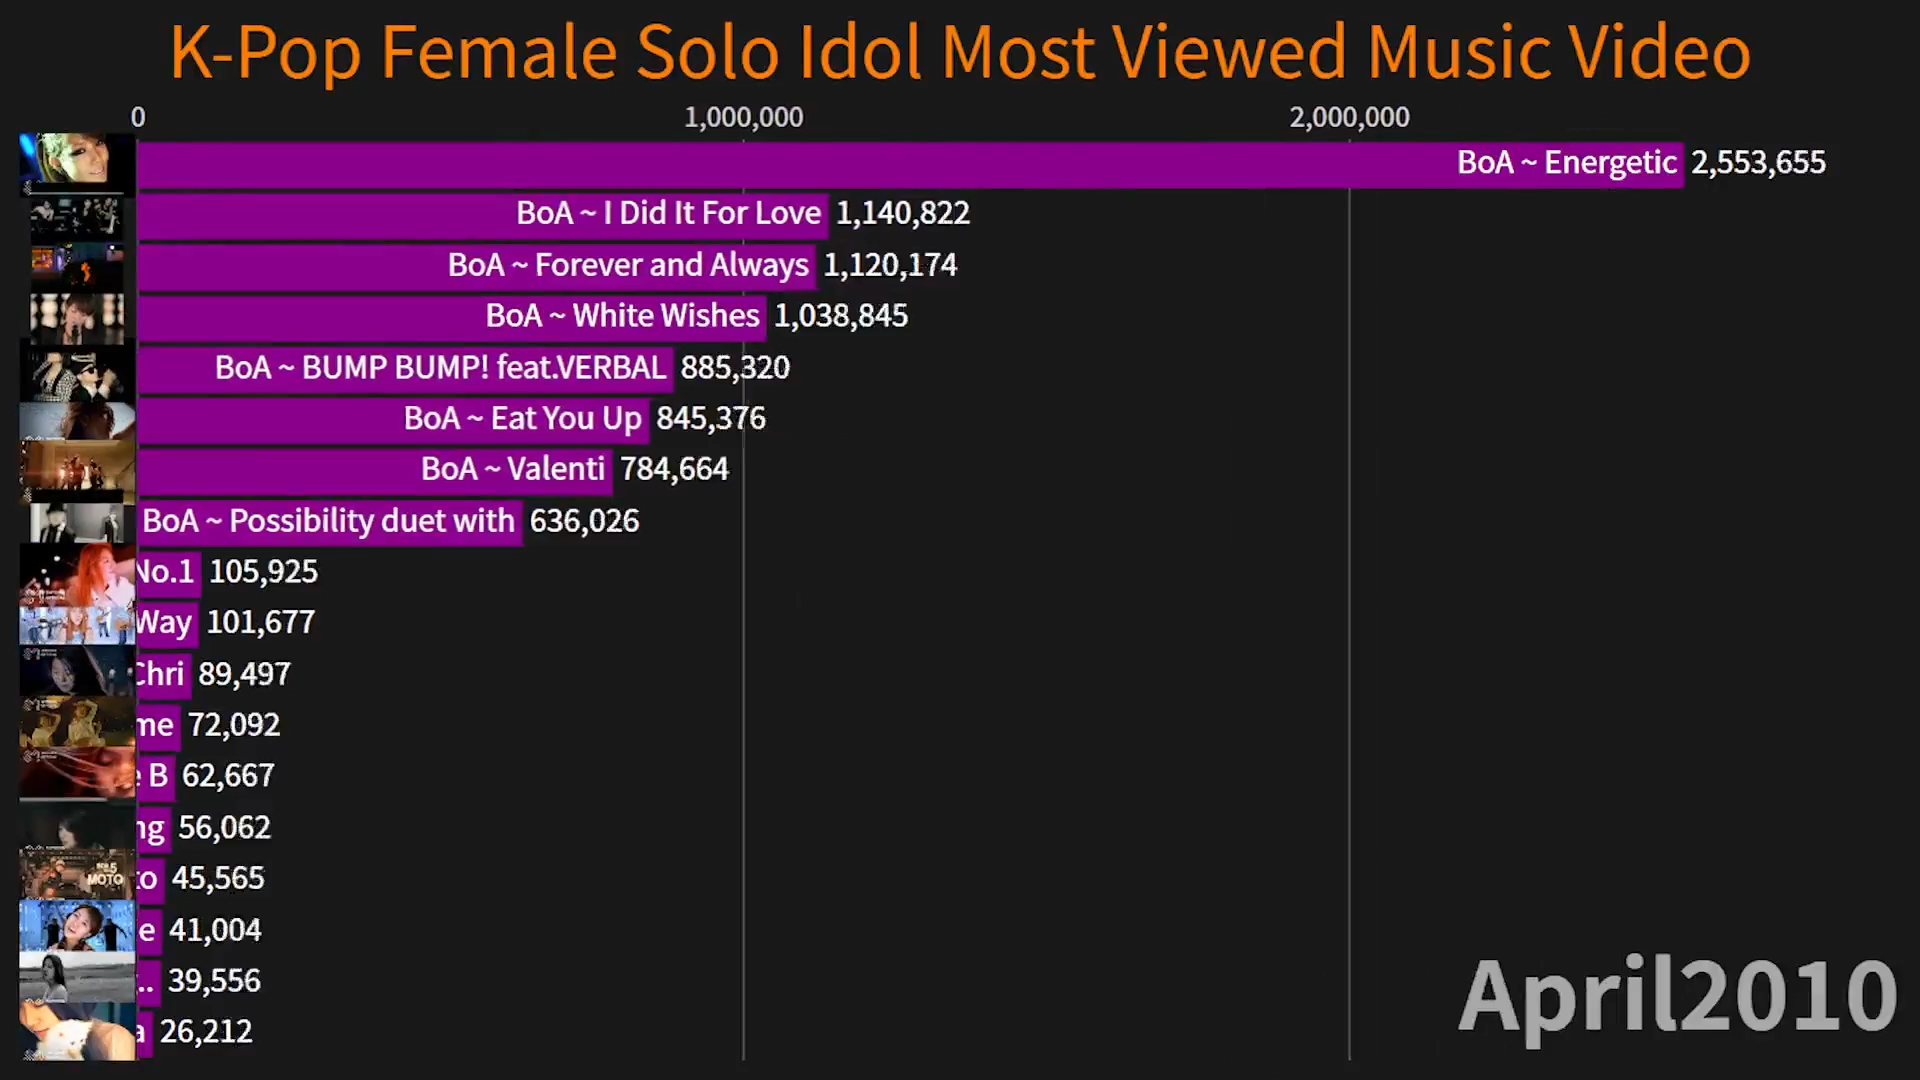 K-Pop Female Solo Idol Most Viewed Music Video
0 1,000,000 2,000,000
BoA ~ Energetic 2,553,655
BoA ~ I Did It For Love 1,140,822
BoA ~ Forever and Always 1,120,174
BoA ~ White Wishes 1,038,845
BoA ~ BUMP BUMP! feat.VERBAL 885,320
BoA ~ Eat You Up 845,376
BoA ~ Valenti 784,664
BoA ~ Possibility duet with 636,026
No.1 105,925
Way 101,677
Chri 89,497
me 72,092
e B 62,667
ng 56,062
MOTO
to 45,565
e 41,004
.. 39,556
a 26,212
April2010